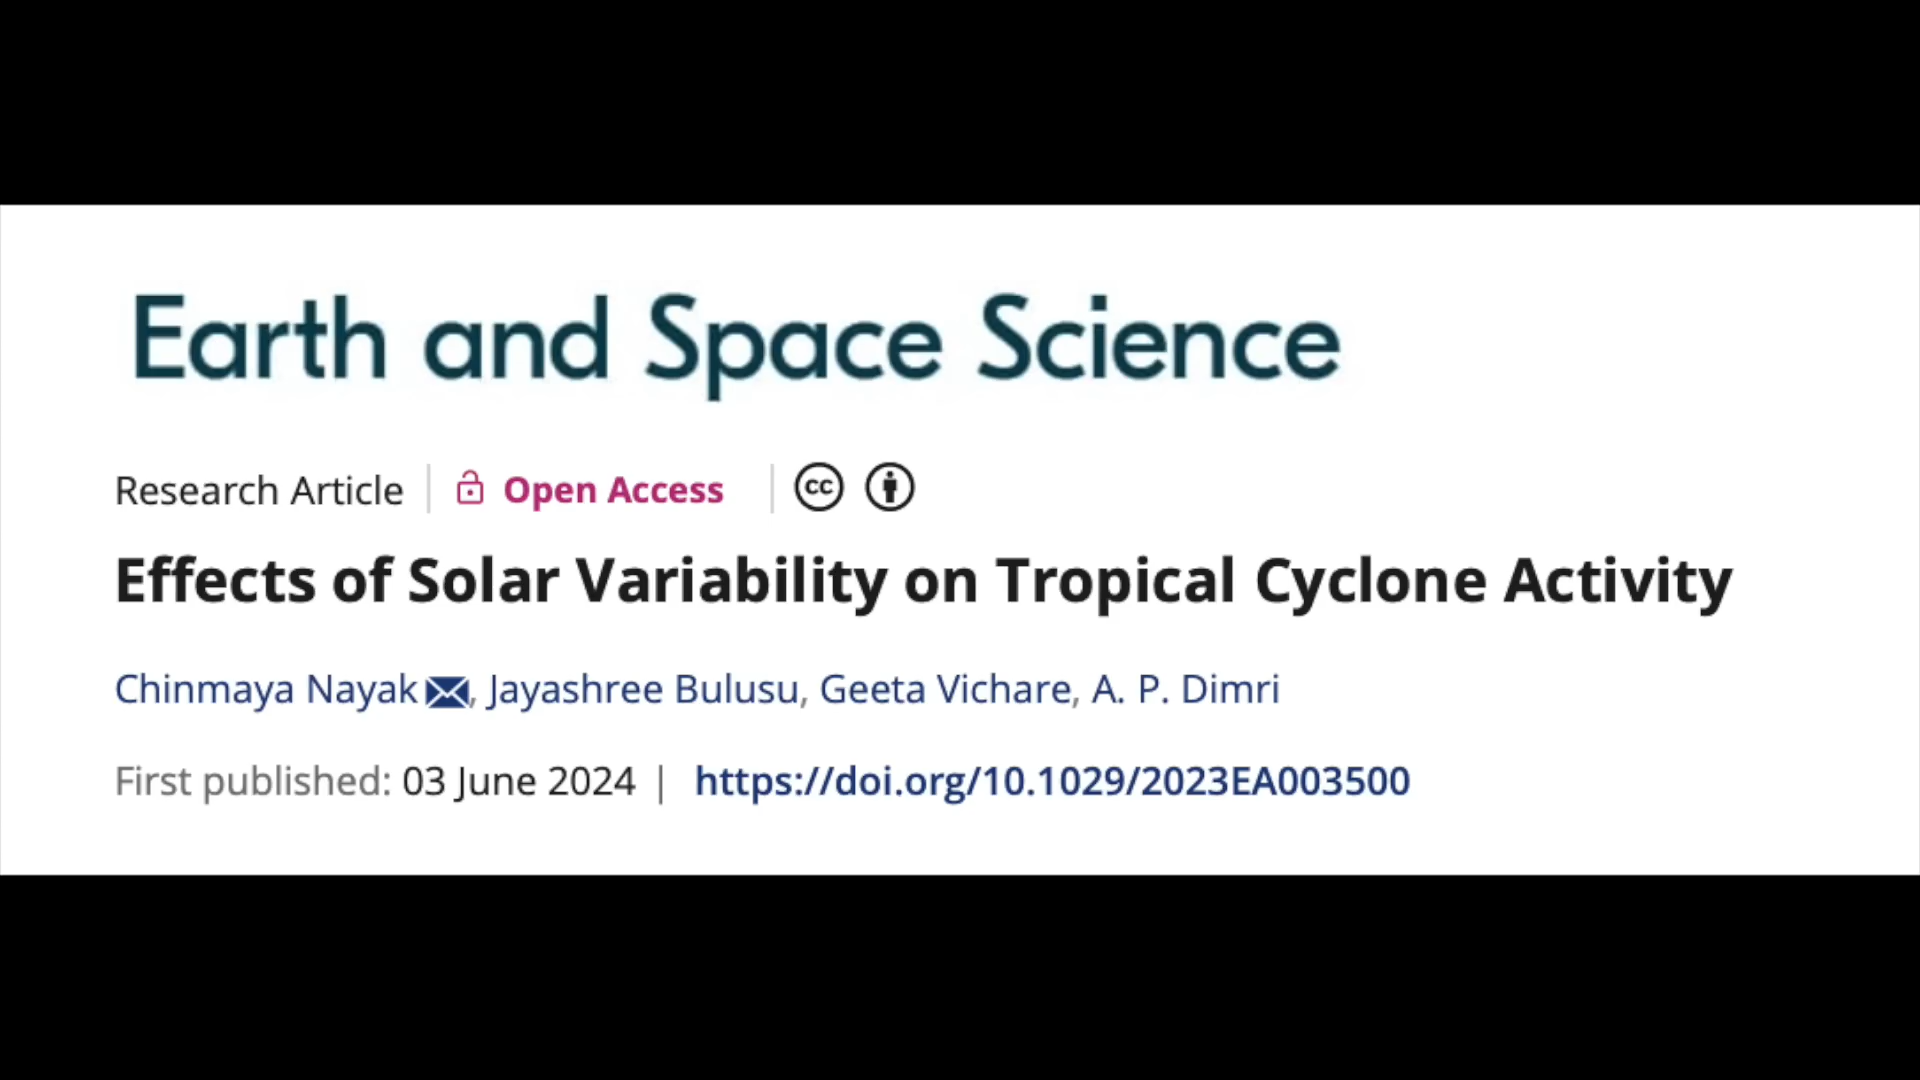 Earth and Space Science
Research Article | Open Access | cc
Effects of Solar Variability on Tropical Cyclone Activity
Chinmaya Nayak, Jayashree Bulusu, Geeta Vichare, A. P. Dimri
First published: 03 June 2024 | https://doi.org/10.1029/2023EA003500